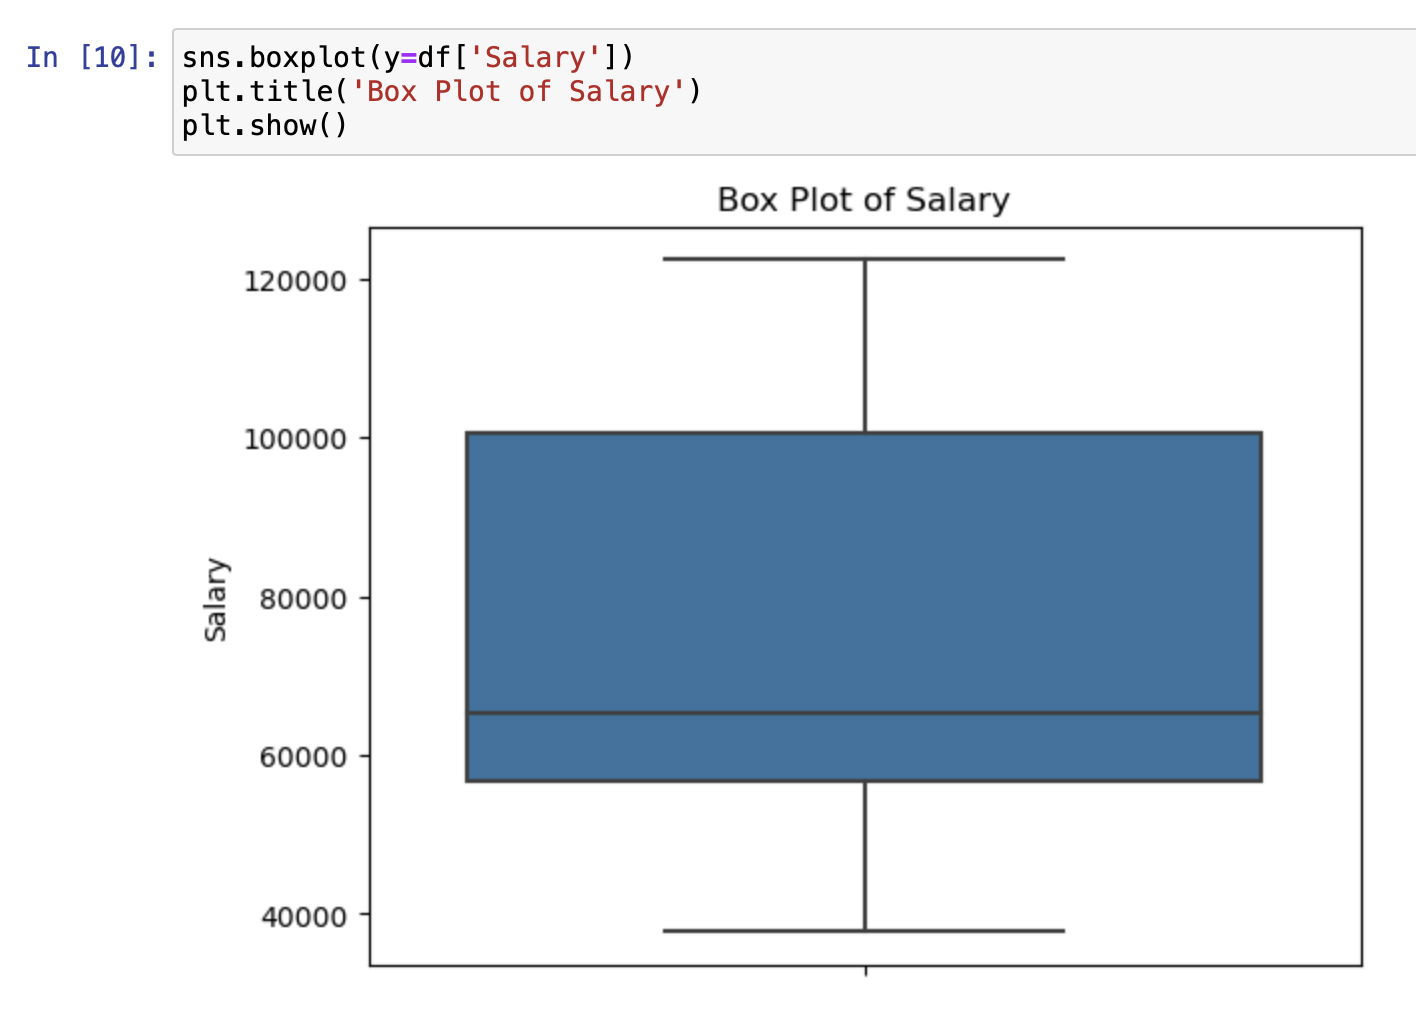 In [10]: sns.boxplot(y=df['Salary'])
plt.title('Box Plot of Salary')
plt.show()
Box Plot of Salary
120000
100000
80000
60000
40000
Salary